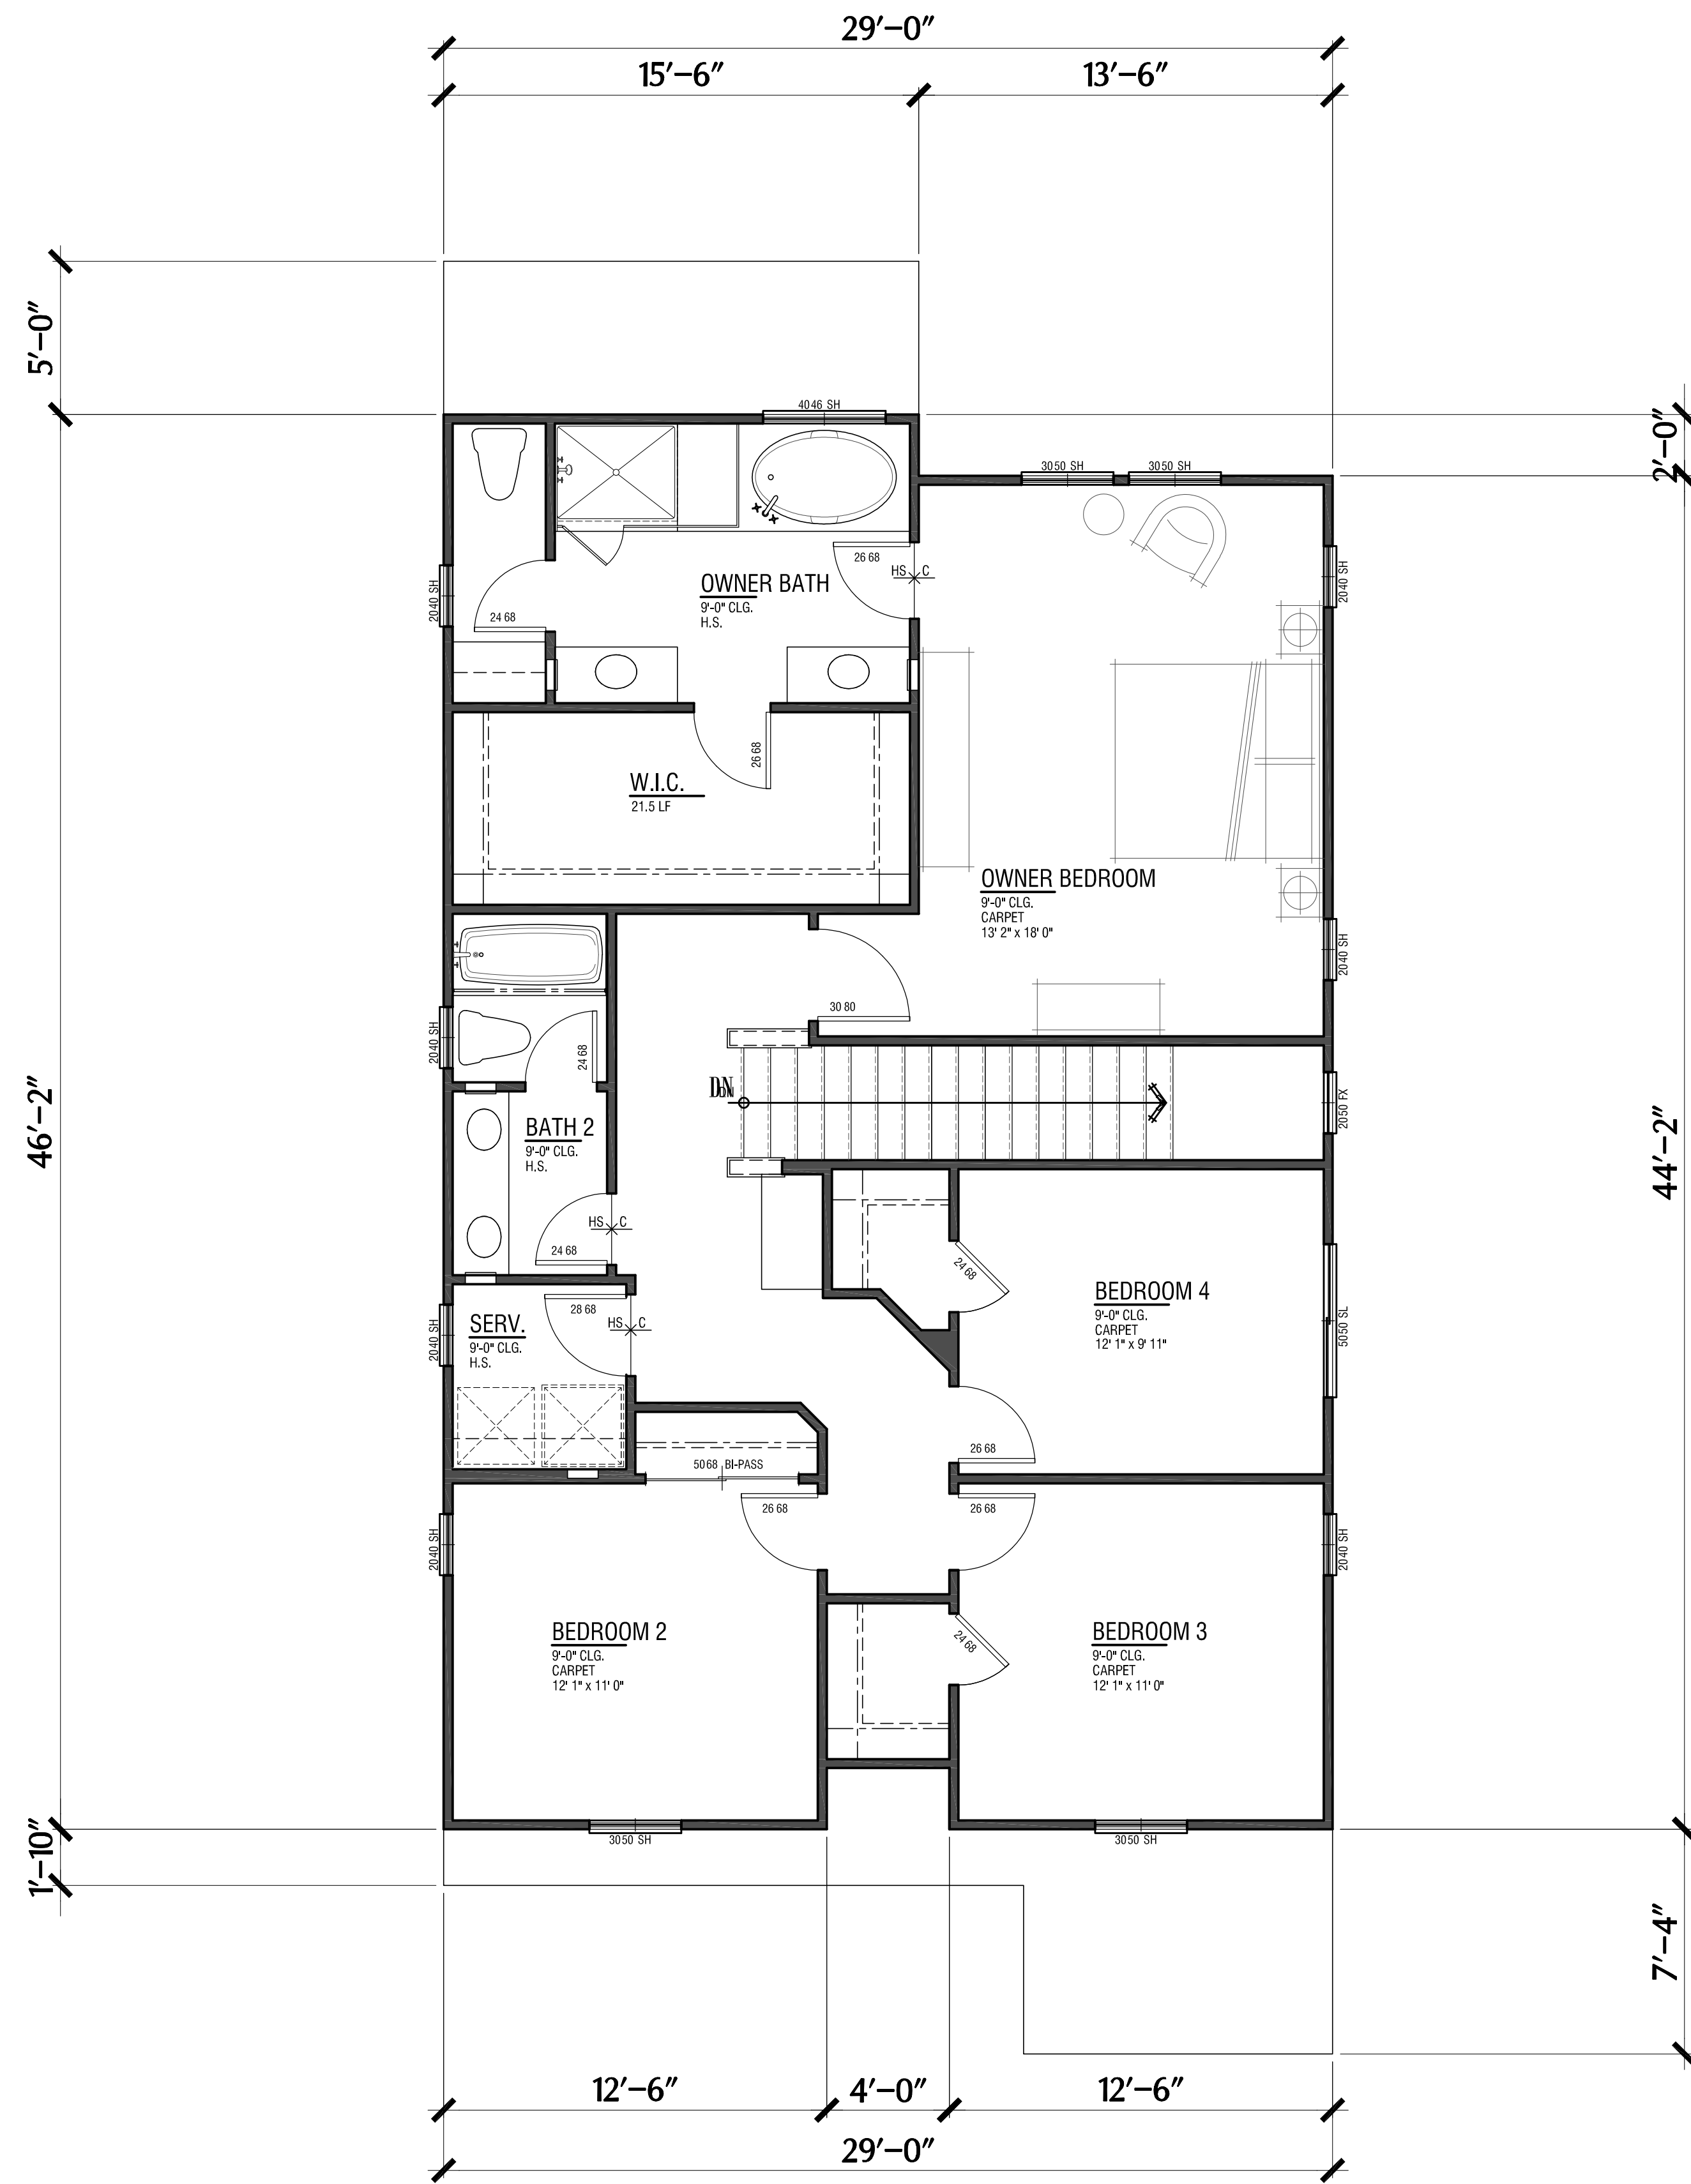 29'-0"
15'-6"
13'-6"
5'-0"
2'-0"
4046 SH
3050 SH
3050 SH
2040 SH
2040 SH
26 68
HS C
24 68
OWNER BATH
9'-0" CLG.
H.S.
26 68
W.I.C.
21.5 LF
OWNER BEDROOM
9'-0" CLG.
CARPET
13' 2" x 18' 0"
2040 SH
30 80
2040 SH
24 68
DN
2050 FX
46'-2"
44'-2"
BATH 2
9'-0" CLG.
H.S.
HS C
24 68
24 68
BEDROOM 4
9'-0" CLG.
CARPET
12' 1" x 9' 11"
5050 SL
28 68
HS C
SERV.
9'-0" CLG.
H.S.
2040 SH
26 68
5068 BI-PASS
26 68
26 68
2040 SH
2040 SH
BEDROOM 2
9'-0" CLG.
CARPET
12' 1" x 11' 0"
24 68
BEDROOM 3
9'-0" CLG.
CARPET
12' 1" x 11' 0"
3050 SH
3050 SH
1'-10"
7'-4"
12'-6"
4'-0"
12'-6"
29'-0"